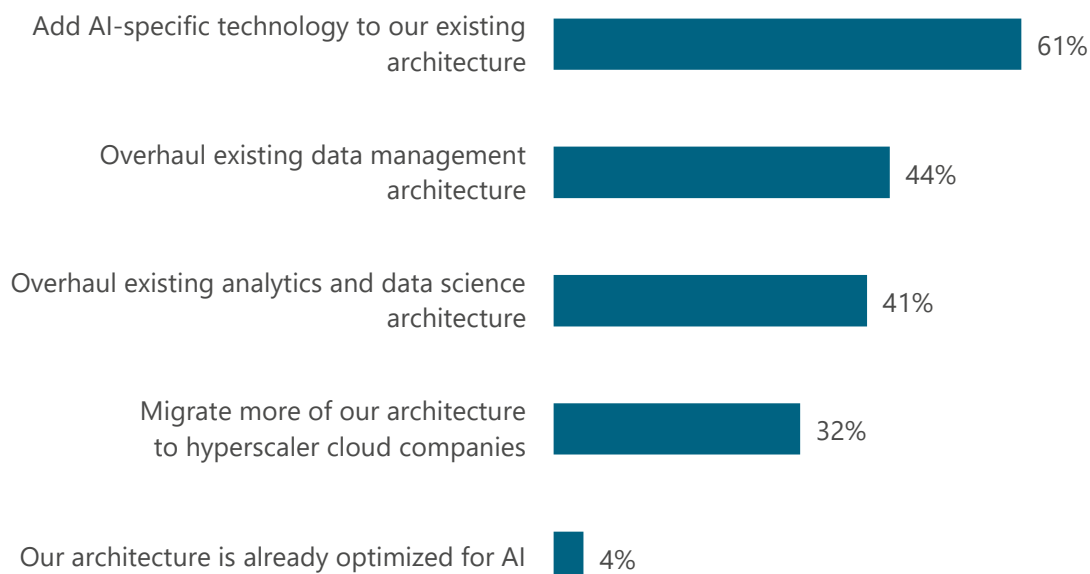 Add AI-specific technology to our existing
architecture
61%
Overhaul existing data management
architecture
44%
Overhaul existing analytics and data science
architecture
41%
Migrate more of our architecture
to hyperscaler cloud companies
32%
Our architecture is already optimized for AI
4%